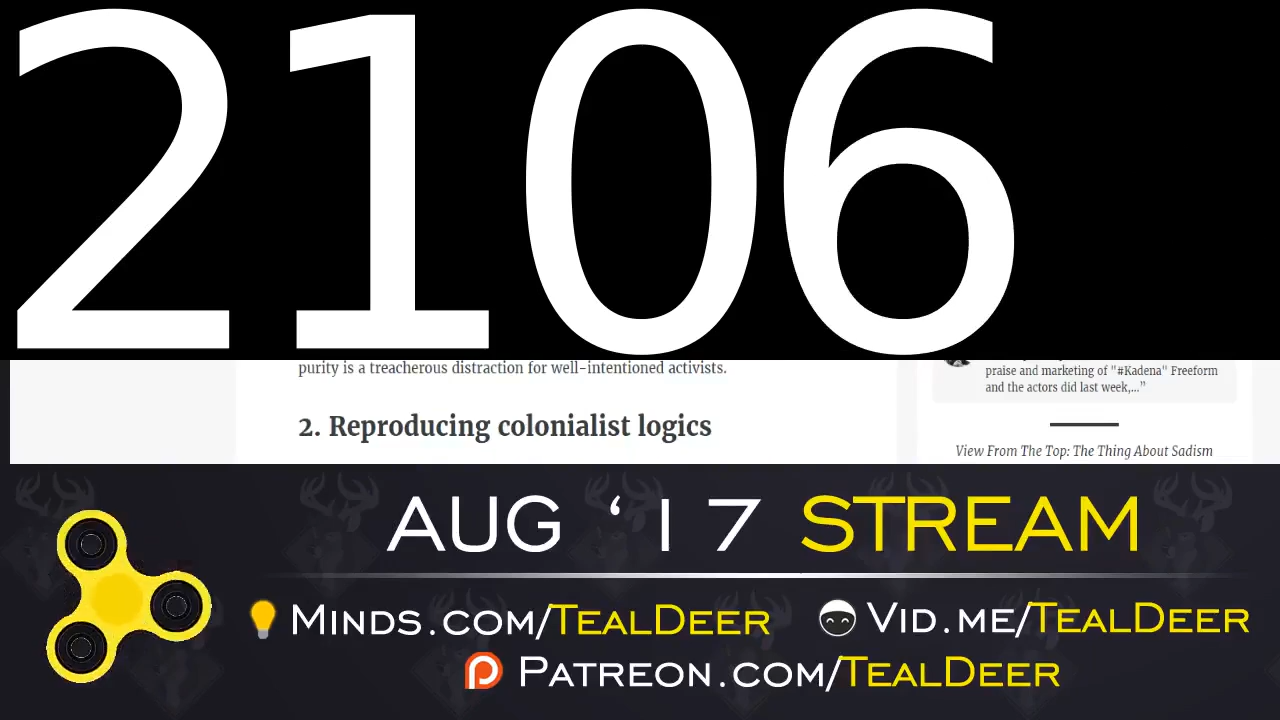 2106
purity is a treacherous distraction for well-intentioned activists.
2. Reproducing colonialist logics
praise and marketing of "#Kadena" Freeform
and the actors did last week,..."
View From The Top: The Thing About Sadism
AUG ‘17 STREAM
MINDS.COM/TEALDEER
VID.ME/TEALDEER
PATREON.COM/TEALDEER